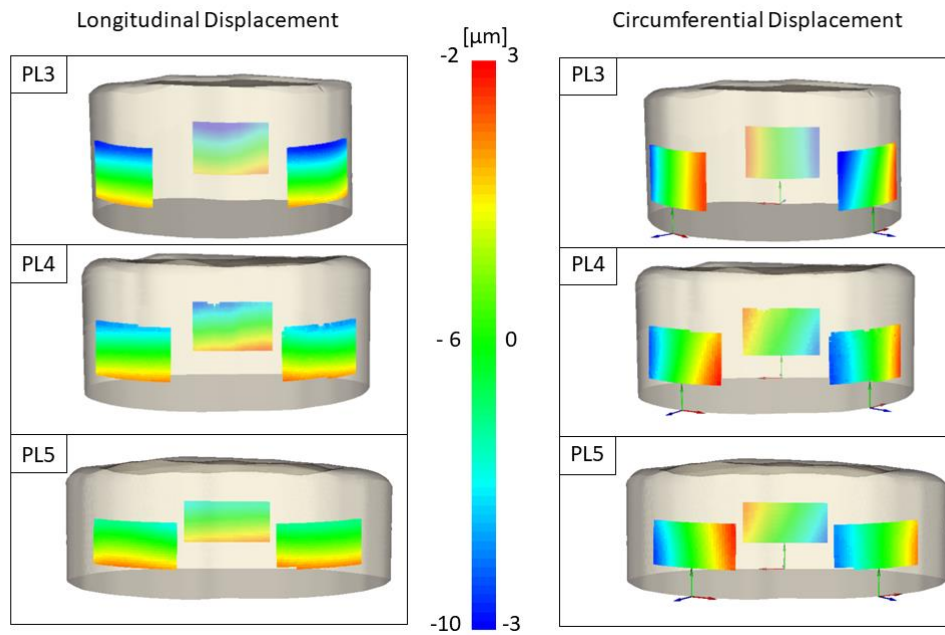 Longitudinal Displacement
Circumferential Displacement
[µm]
-2 3
PL3
PL3
PL4
PL4
- 6 0
PL5
PL5
-10 -3